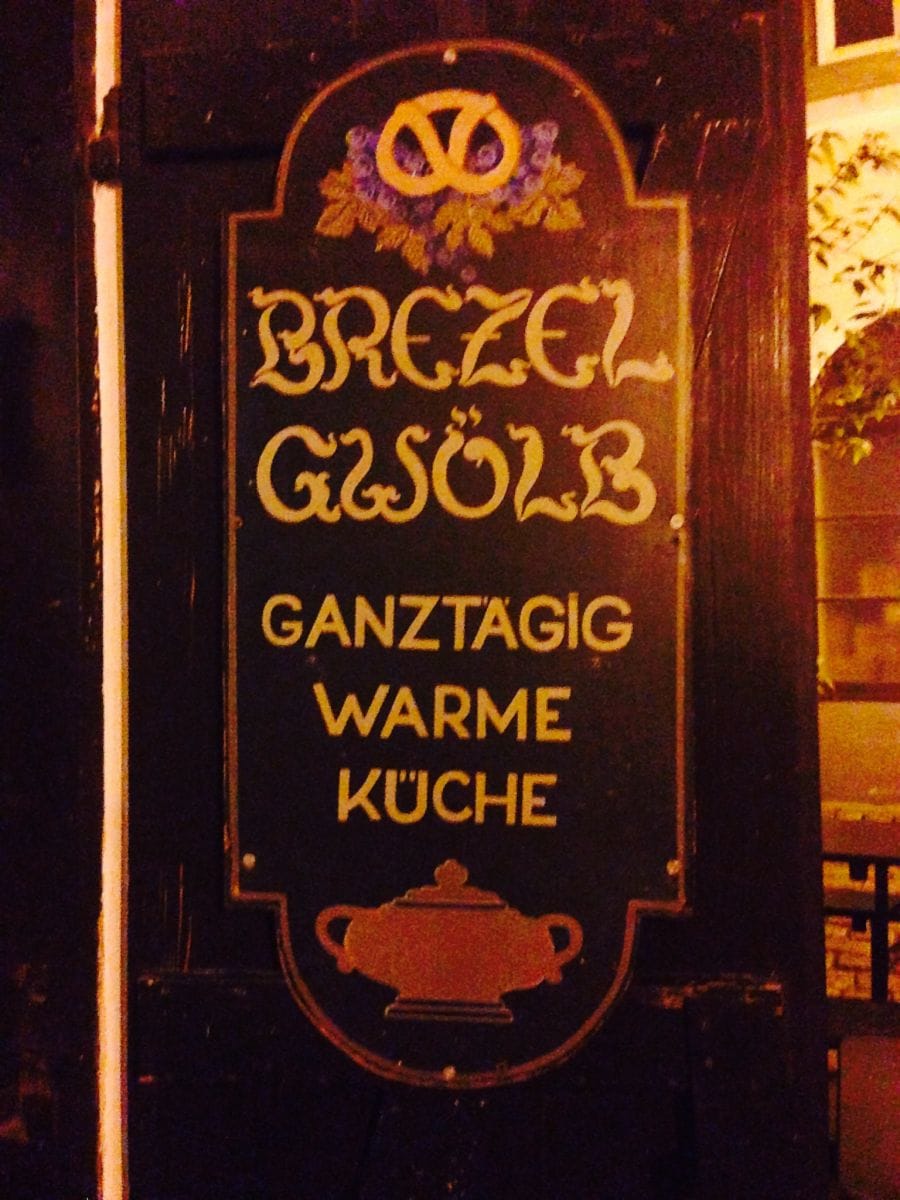 BREZEL
GWÖLB
GANZTÄGIG
WARME
KÜCHE